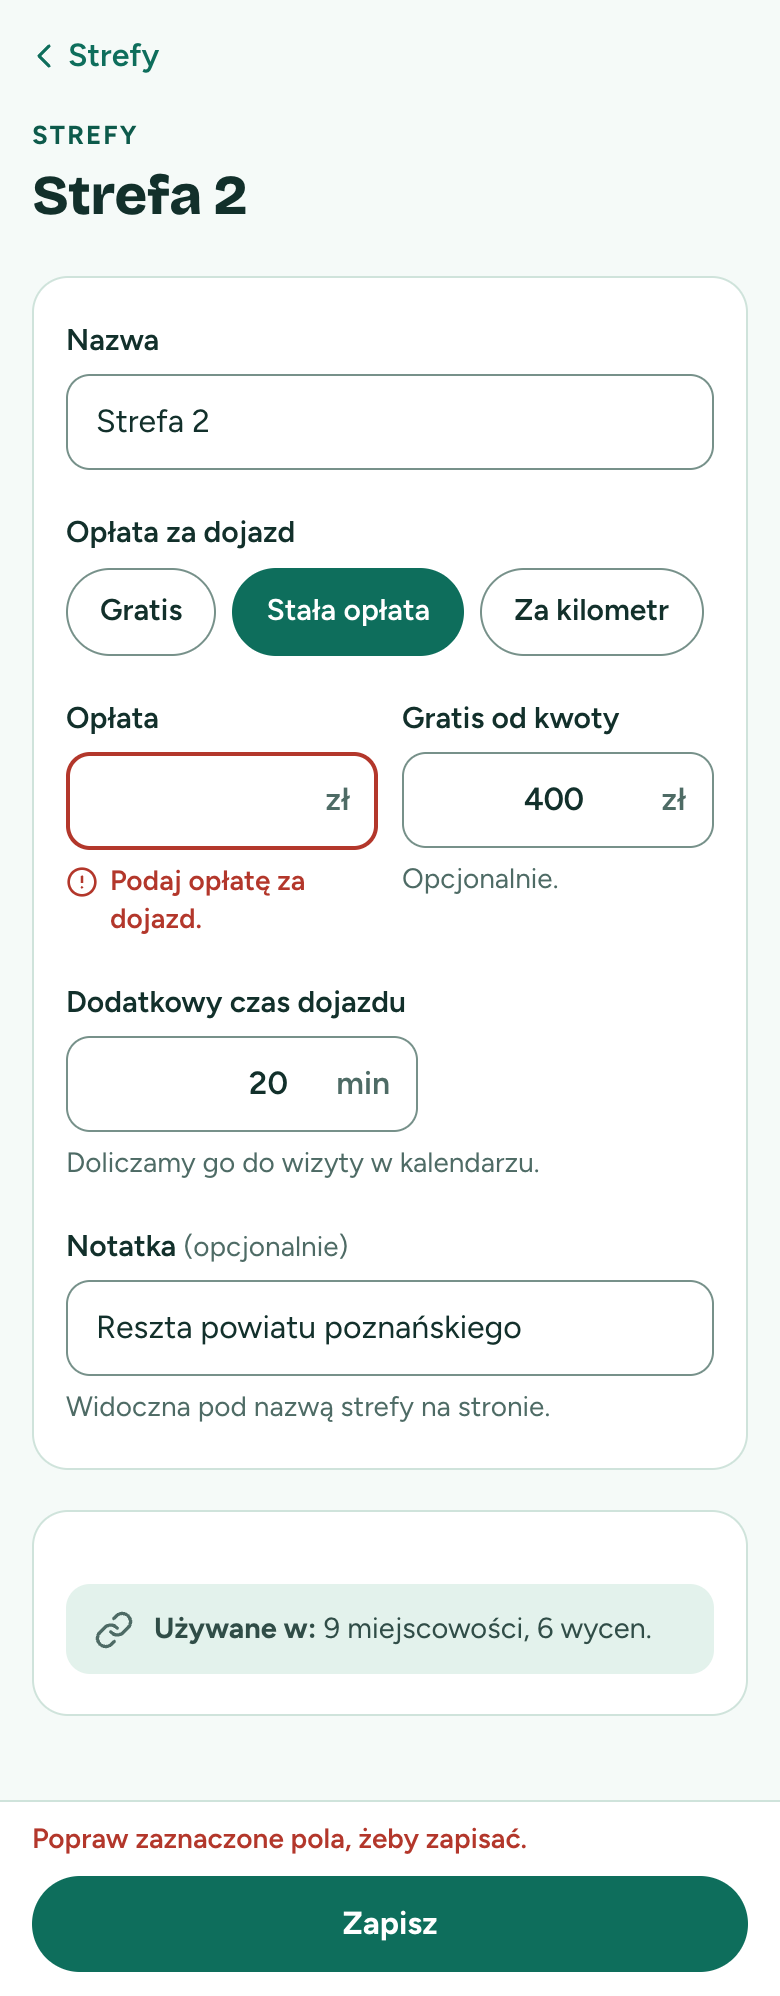 Strefy
STREFY
Strefa 2
Nazwa
Strefa 2
Opłata za dojazd
Gratis
Stała opłata
Za kilometr
Opłata
zł
Podaj opłatę za
dojazd.
Gratis od kwoty
400 zł
Opcjonalnie.
Dodatkowy czas dojazdu
20 min
Doliczamy go do wizyty w kalendarzu.
Notatka (opcjonalnie)
Reszta powiatu poznańskiego
Widoczna pod nazwą strefy na stronie.
Używane w: 9 miejscowości, 6 wycen.
Popraw zaznaczone pola, żeby zapisać.
Zapisz